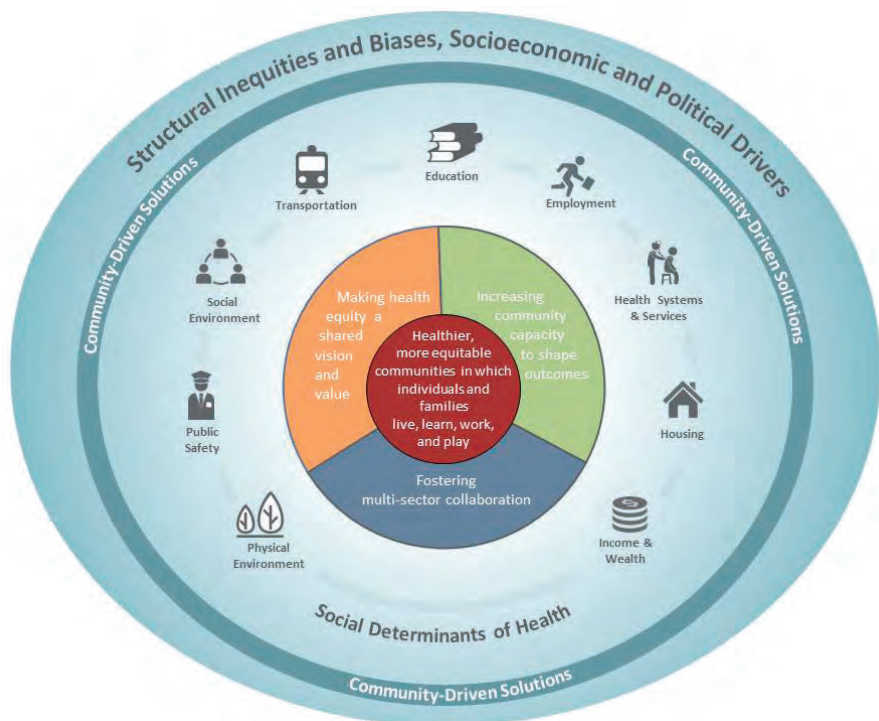 Structural Inequities and Biases, Socioeconomic and Political Drivers
Community-Driven Solutions
Community-Driven Solutions
Education
Transportation
Employment
Social
Environment
Health Systems
& Services
Public
Safety
Housing
Physical
Environment
Income &
Wealth
Making health
equity a
shared
vision
and
value
Increasing
community
capacity
to shape
outcomes
Healthier,
more equitable
communities in which
individuals and
families
live, learn, work,
and play
Fostering
multi-sector collaboration
Social Determinants of Health
Community-Driven Solutions